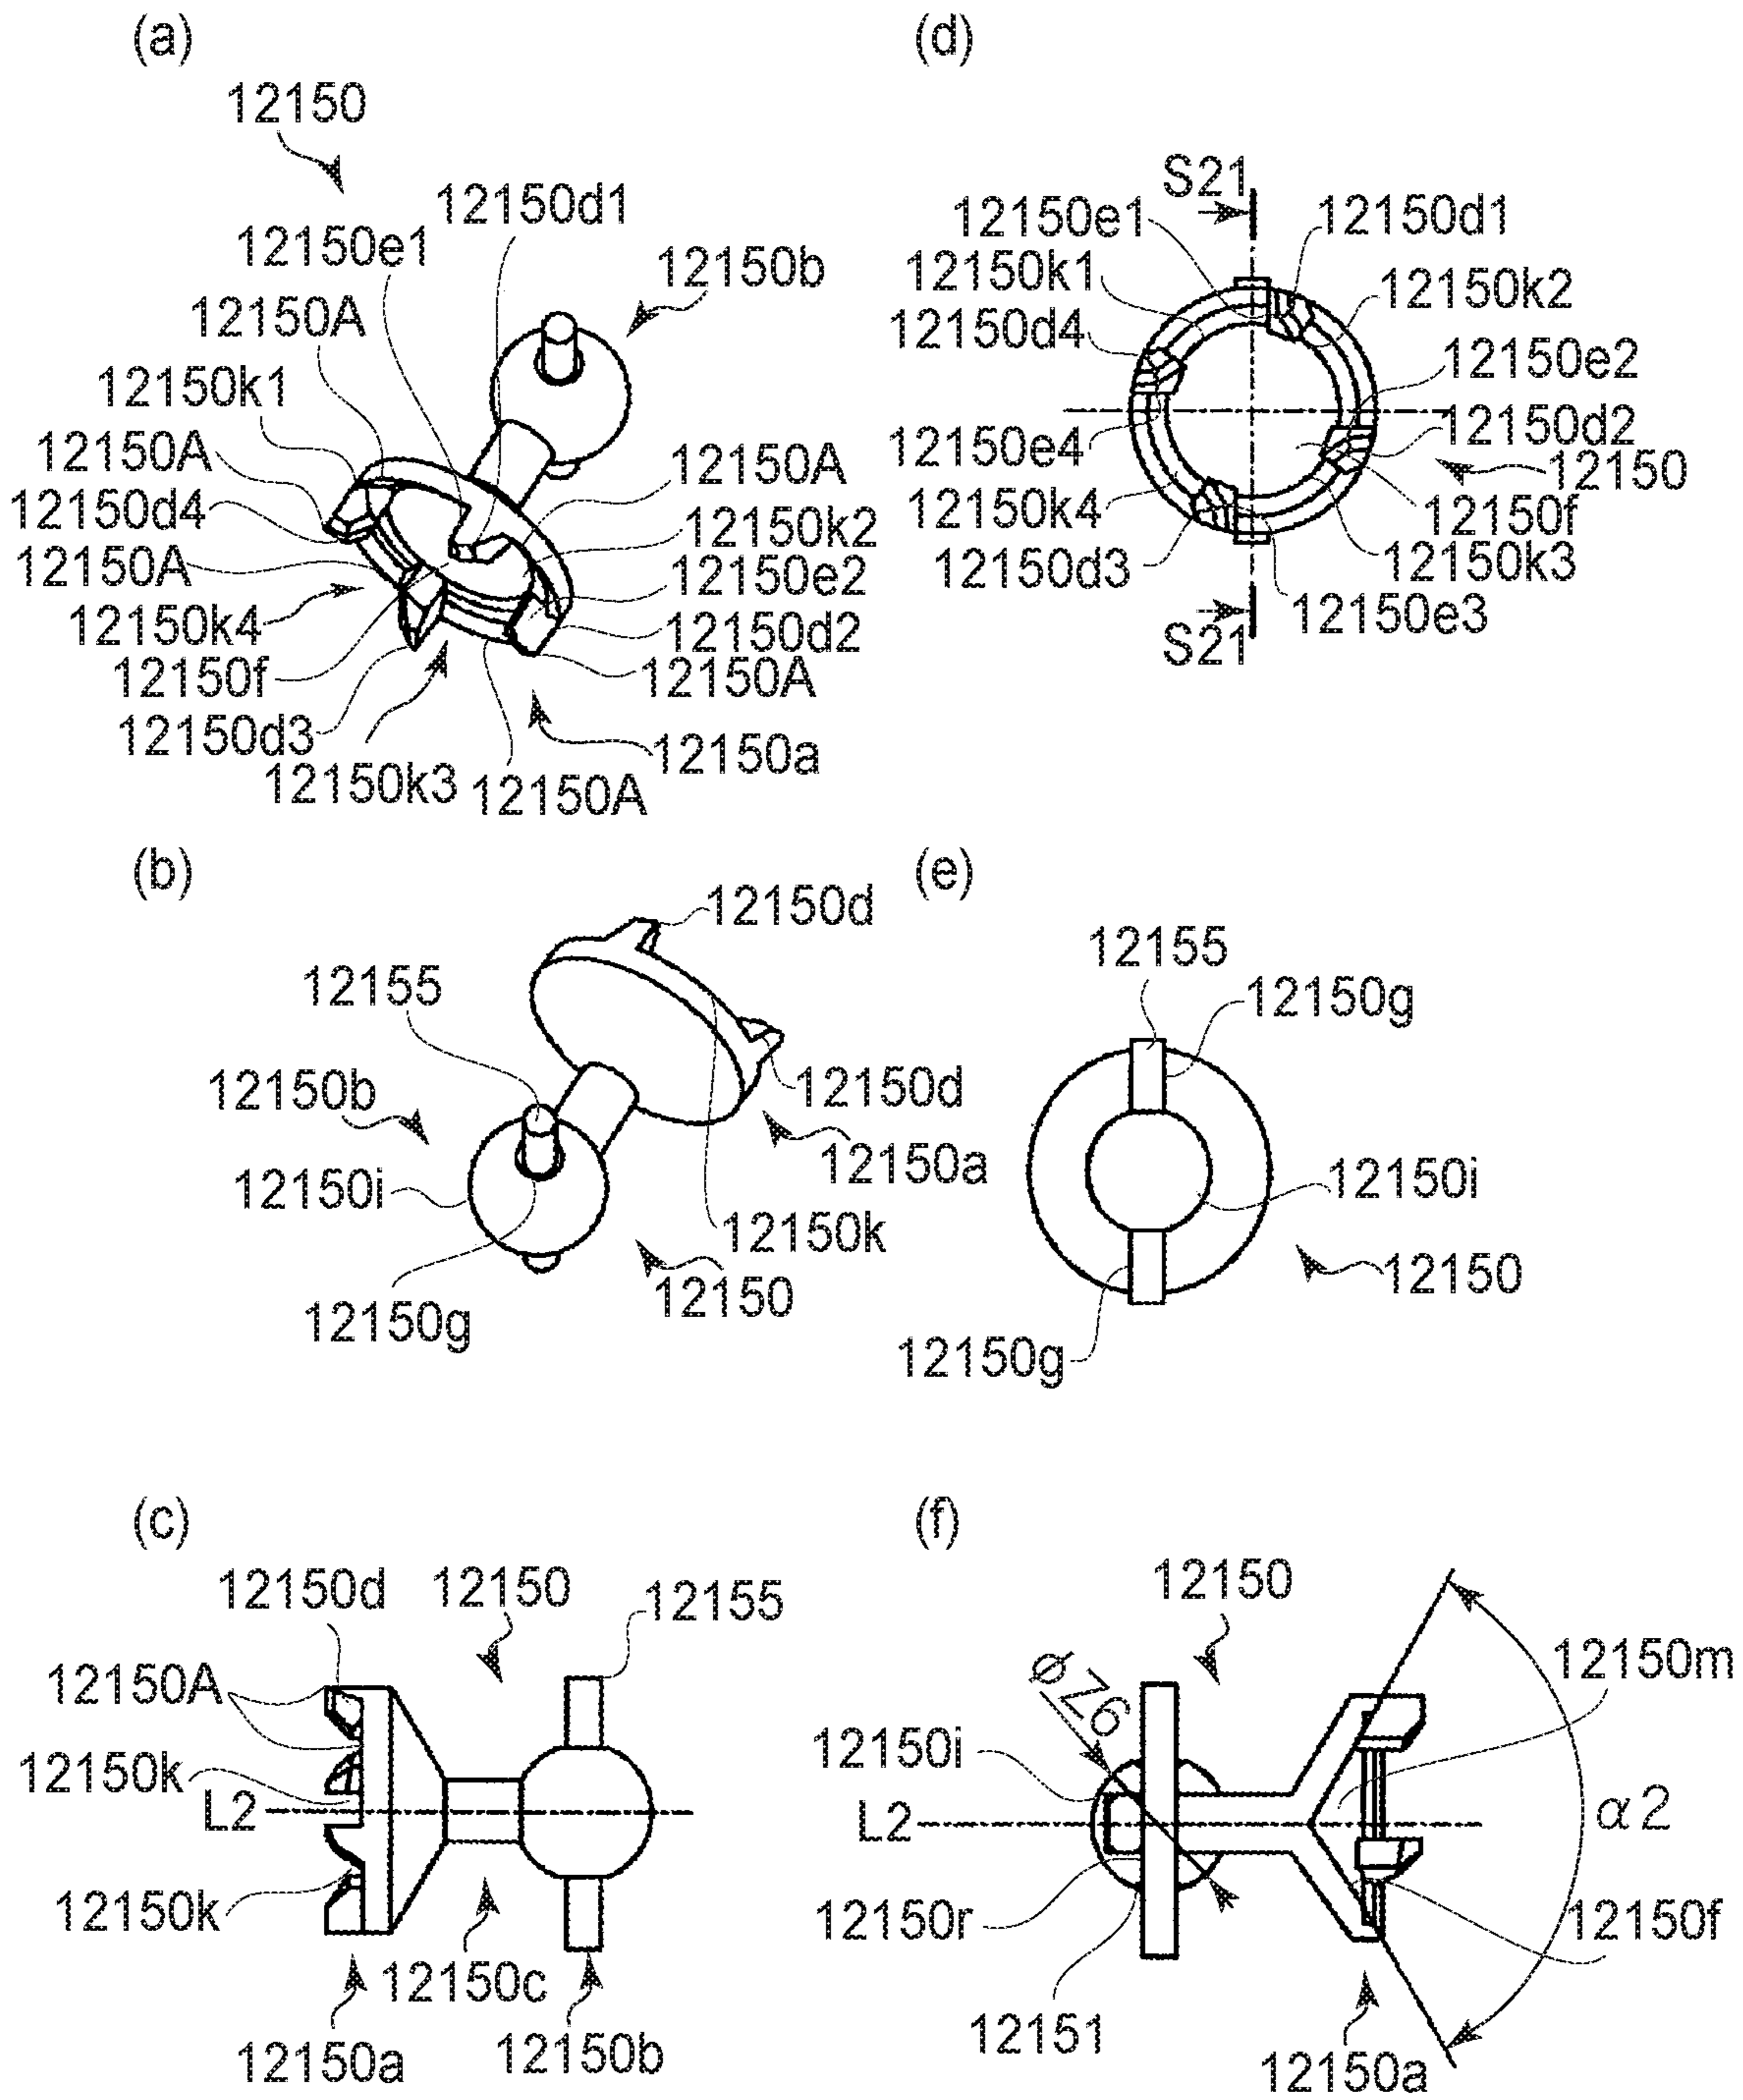 (a)
12150
12150d1
12150e1
12150b
12150A
12150k1
12150A
12150A
12150d4
12150k2
12150A
12150e2
12150k4
12150d2
12150f
12150A
12150d3
12150a
12150k3
12150A
(d)
S21
12150e1
12150d1
12150k1
12150k2
12150d4
12150e2
12150d2
12150e4
12150
12150k4
12150f
12150d3
12150k3
12150e3
S21
(b)
12150d
12155
12150b
12150d
12150a
12150i
12150k
12150
12150g
(e)
12155
12150g
12150i
12150
12150g
(c)
12150d
12150
12155
12150A
12150k
L2
12150k
12150c
12150a
12150b
(f)
12150
12150m
φZ6
12150i
L2
α2
12150r
12150f
12151
12150a